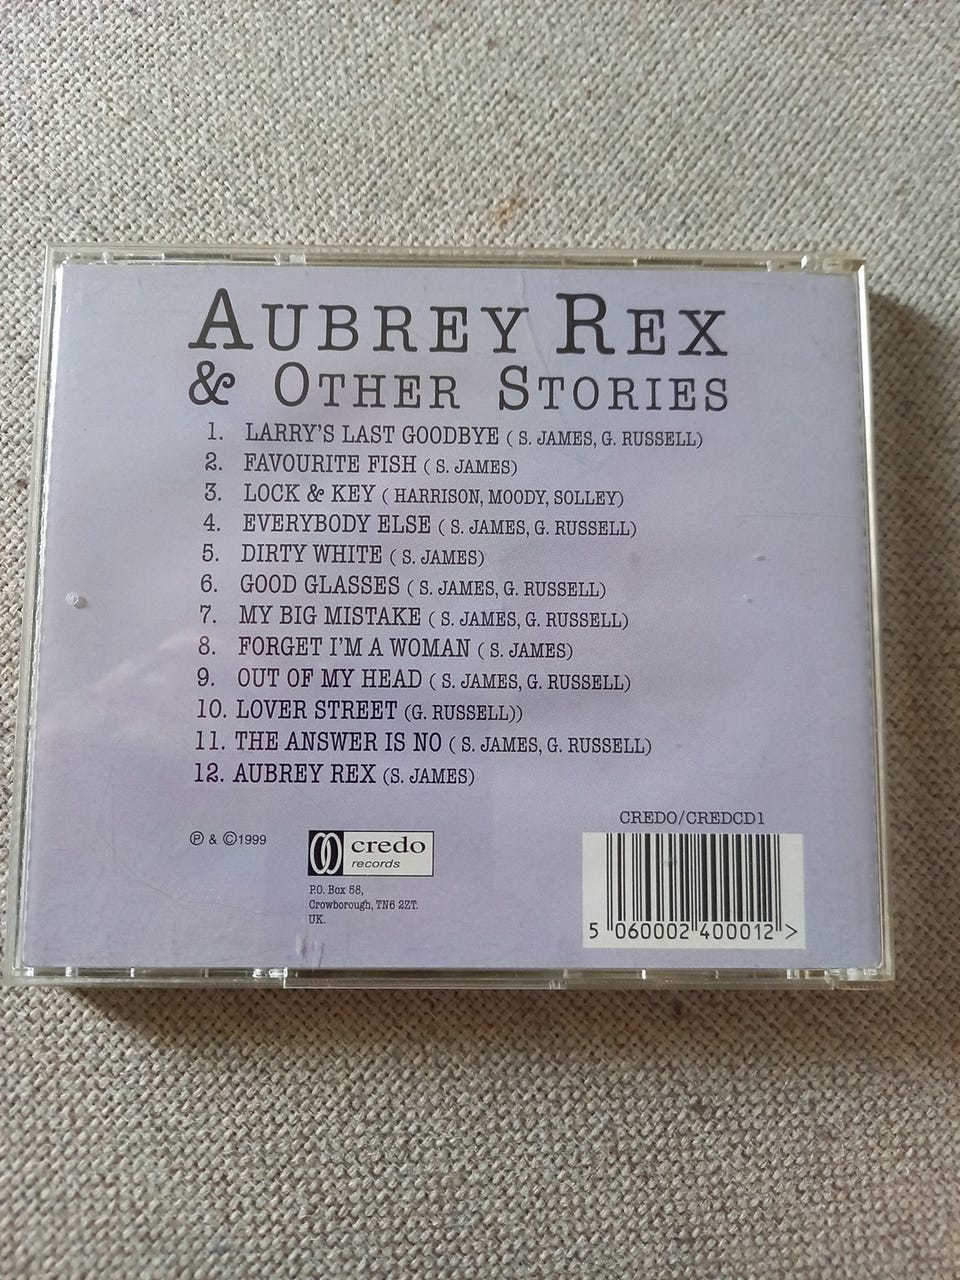 AUBREY REX
& OTHER STORIES
1. LARRY'S LAST GOODBYE ( S. JAMES, G. RUSSELL)
2. FAVOURITE FISH ( S. JAMES)
3. LOCK & KEY ( HARRISON, MOODY, SOLLEY)
4. EVERYBODY ELSE ( S. JAMES, G. RUSSELL)
5. DIRTY WHITE ( S. JAMES)
6. GOOD GLASSES ( S. JAMES, G. RUSSELL)
7. MY BIG MISTAKE ( S. JAMES, G. RUSSELL)
8. FORGET I'M A WOMAN ( S. JAMES)
9. OUT OF MY HEAD ( S. JAMES, G. RUSSELL)
10. LOVER STREET (G. RUSSELL))
11. THE ANSWER IS NO ( S. JAMES, G. RUSSELL)
12. AUBREY REX (S. JAMES)
℗ & ©1999
credo
records
P.O. Box 58,
Crowborough, TN6 2ZT.
UK.
CREDO/CREDCD1
5 060002 400012 >